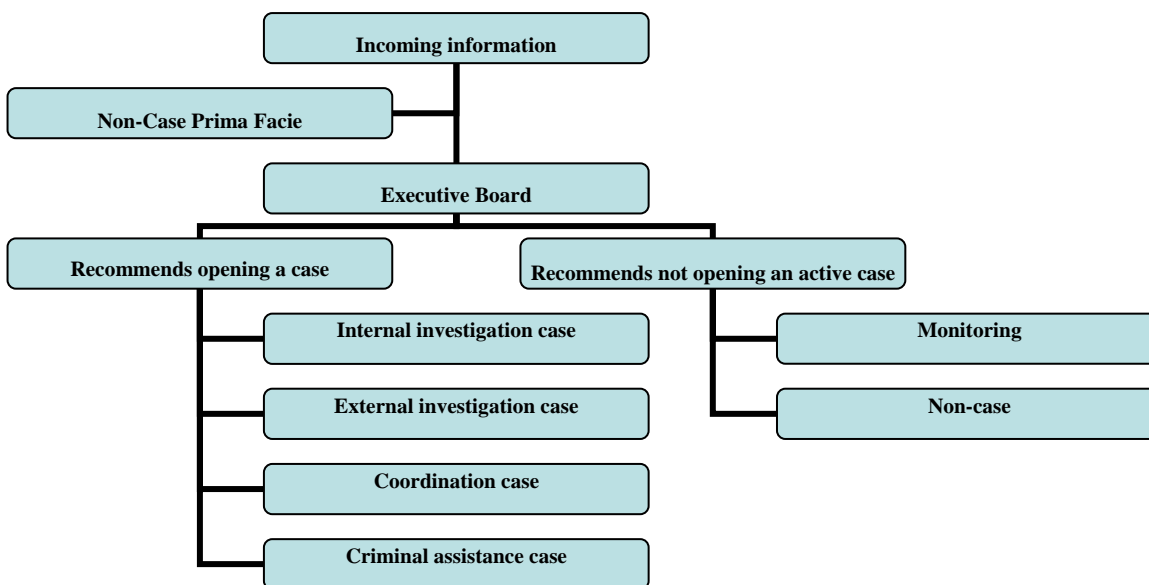 Incoming information
Non-Case Prima Facie
Executive Board
Recommends opening a case
Recommends not opening an active case
Internal investigation case
Monitoring
External investigation case
Non-case
Coordination case
Criminal assistance case